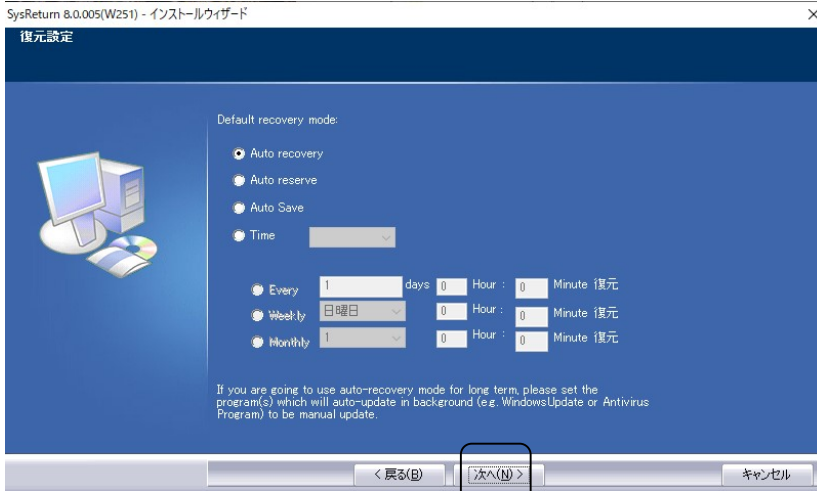 SysReturn 8.0.005(W251) - インストールウィザード
復元設定
Default recovery mode:
Auto recovery
Auto reserve
Auto Save
Time
Every 1 days 0 Hour : 0 Minute 復元
Weekly 日曜日 0 Hour : 0 Minute 復元
Monthly 1 0 Hour : 0 Minute 復元
If you are going to use auto-recovery mode for long term, please set the
program(s) which will auto-update in background (e.g. WindowsUpdate or Antivirus
Program) to be manual update.
< 戻る(B) 次へ(N) > キャンセル